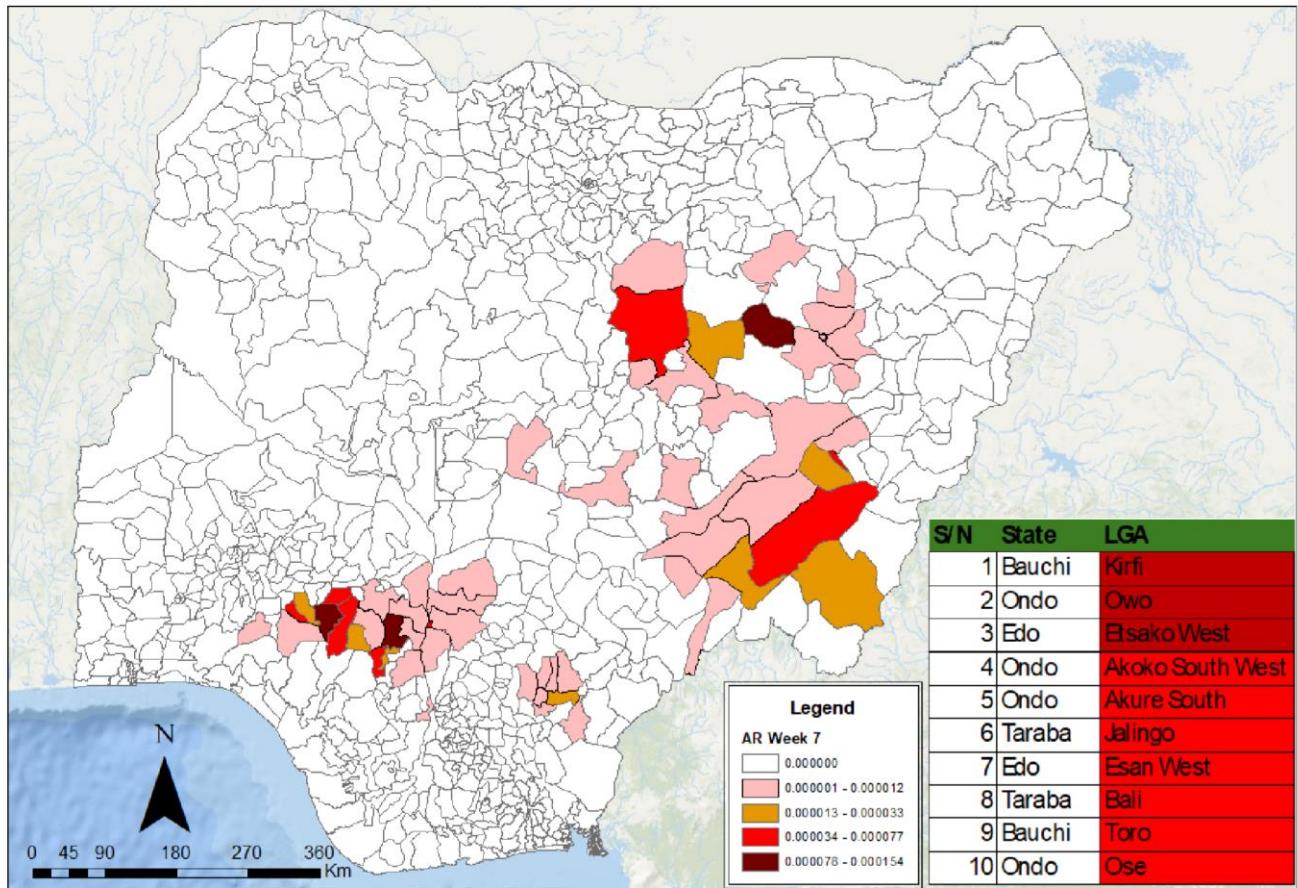 S/N State LGA
1 Bauchi Kirfi
2 Ondo Owo
3 Edo Etsako West
4 Ondo Akoko South West
5 Ondo Akure South
6 Taraba Jalingo
7 Edo Esan West
8 Taraba Bali
9 Bauchi Toro
10 Ondo Ose
Legend
AR Week 7
0.000000
0.000001 - 0.000012
0.000013 - 0.000033
0.000034 - 0.000077
0.000078 - 0.000154
N
0 45 90 180 270 360
Km